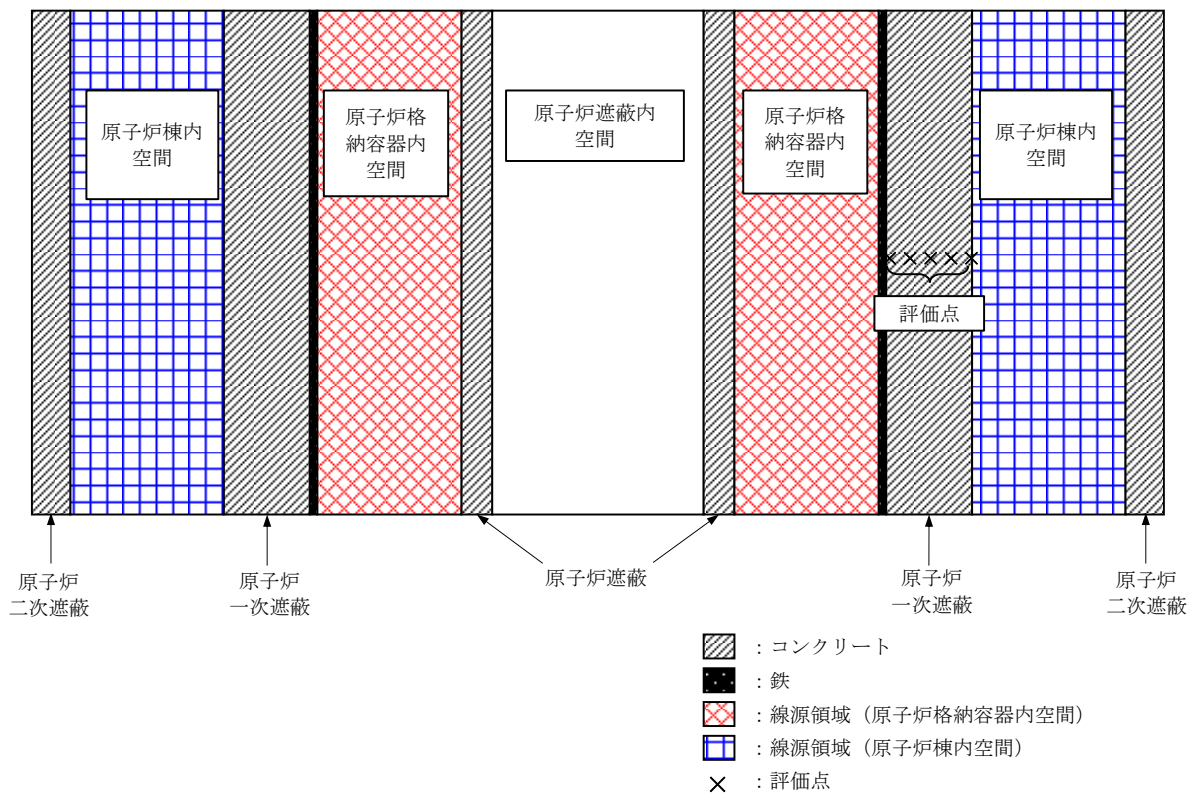 原子炉棟内
空間
原子炉格
納容器内
空間
原子炉遮蔽内
空間
原子炉格
納容器内
空間
原子炉棟内
空間
評価点
原子炉
二次遮蔽
原子炉
一次遮蔽
原子炉遮蔽
原子炉
一次遮蔽
原子炉
二次遮蔽
：コンクリート
：鉄
：線源領域（原子炉格納容器内空間）
：線源領域（原子炉棟内空間）
：評価点